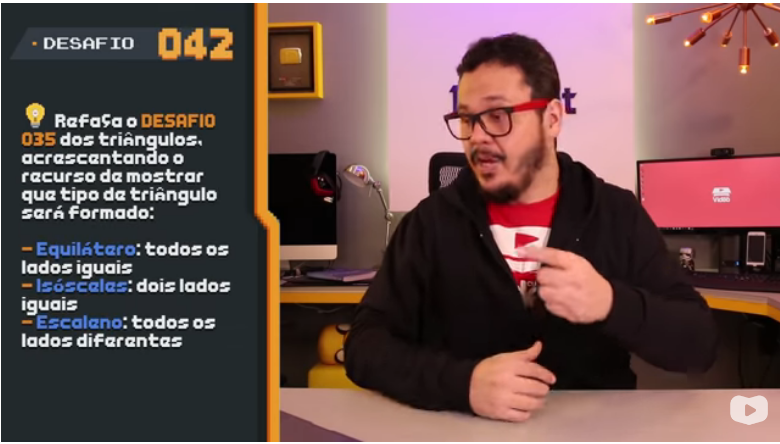 DESAFIO 042
Refaça o DESAFIO
035 dos triângulos,
acrescentando o
recurso de mostrar
que tipo de triângulo
será formado:
– Equilátero: todos os
lados iguais
– Isósceles: dois lados
iguais
– Escaleno: todos os
lados diferentes